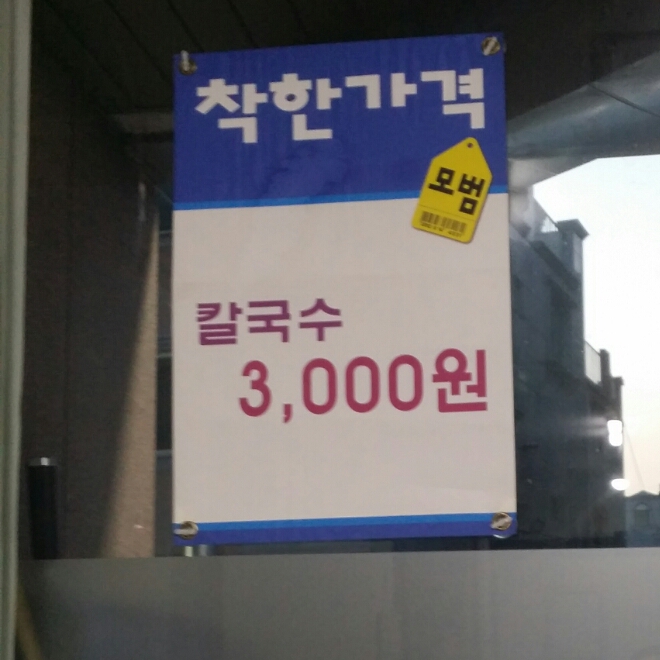 착한가격
모범
칼국수
3,000원